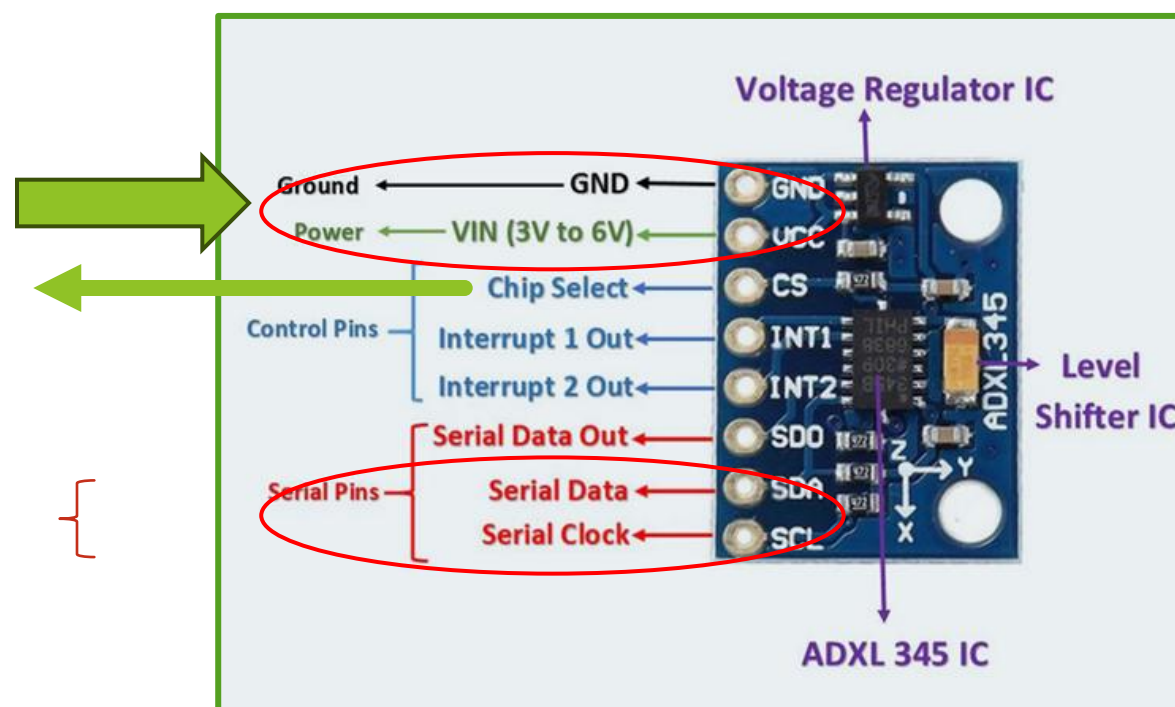 Voltage Regulator IC
Ground GND GND
Power VIN (3V to 6V) VCC
Chip Select CS
Control Pins
Interrupt 1 Out INT1
Interrupt 2 Out INT2
Serial Data Out SDO
Serial Pins Serial Data SDA
Serial Clock SCL
ADXL345
Level
Shifter IC
Z
Y
X
ADXL 345 IC